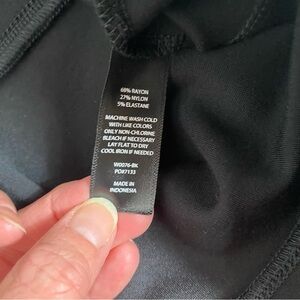 68% RAYON
27% NYLON
5% ELASTANE
MACHINE WASH COLD
WITH LIKE COLORS
ONLY NON-CHLORINE
BLEACH IF NECESSARY
LAY FLAT TO DRY
COOL IRON IF NEEDED
W0076-BK
PO#7133
MADE IN
INDONESIA